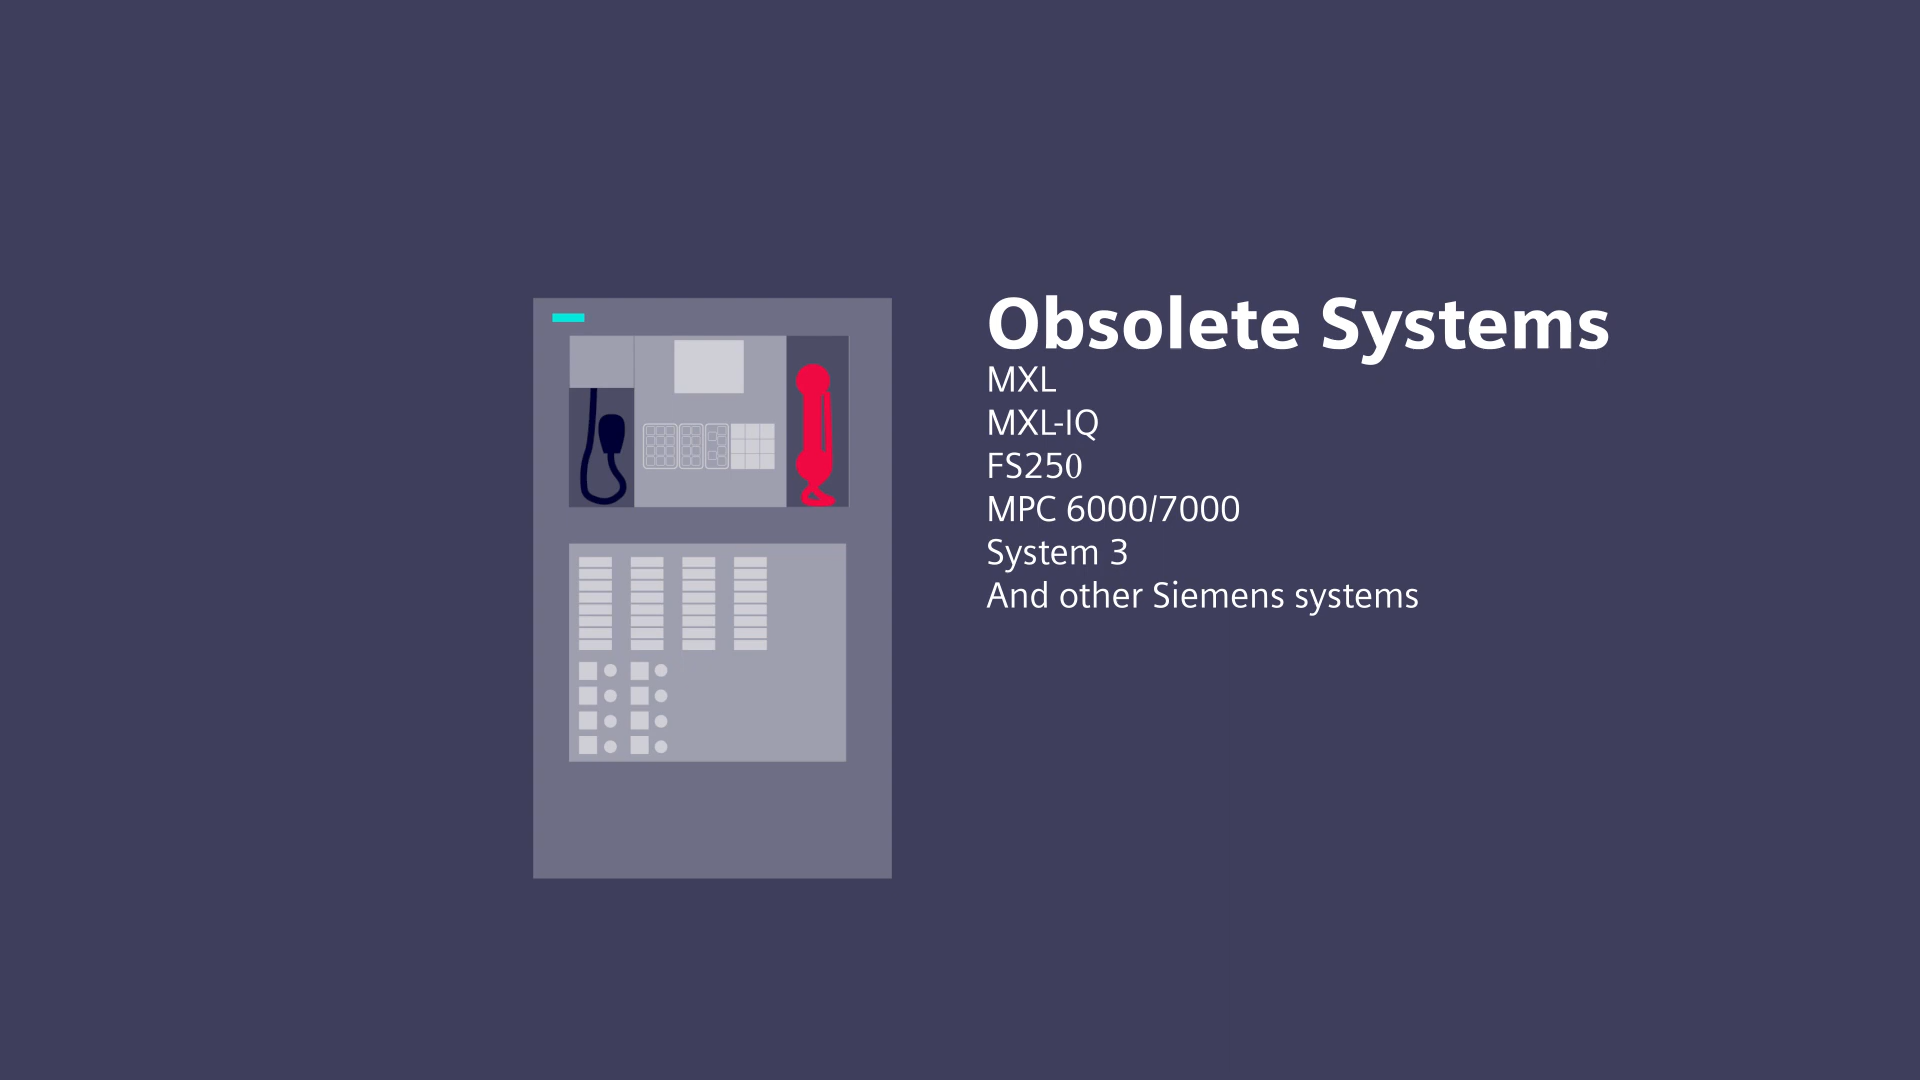 Obsolete Systems
MXL
MXL-IQ
FS250
MPC 6000/7000
System 3
And other Siemens systems